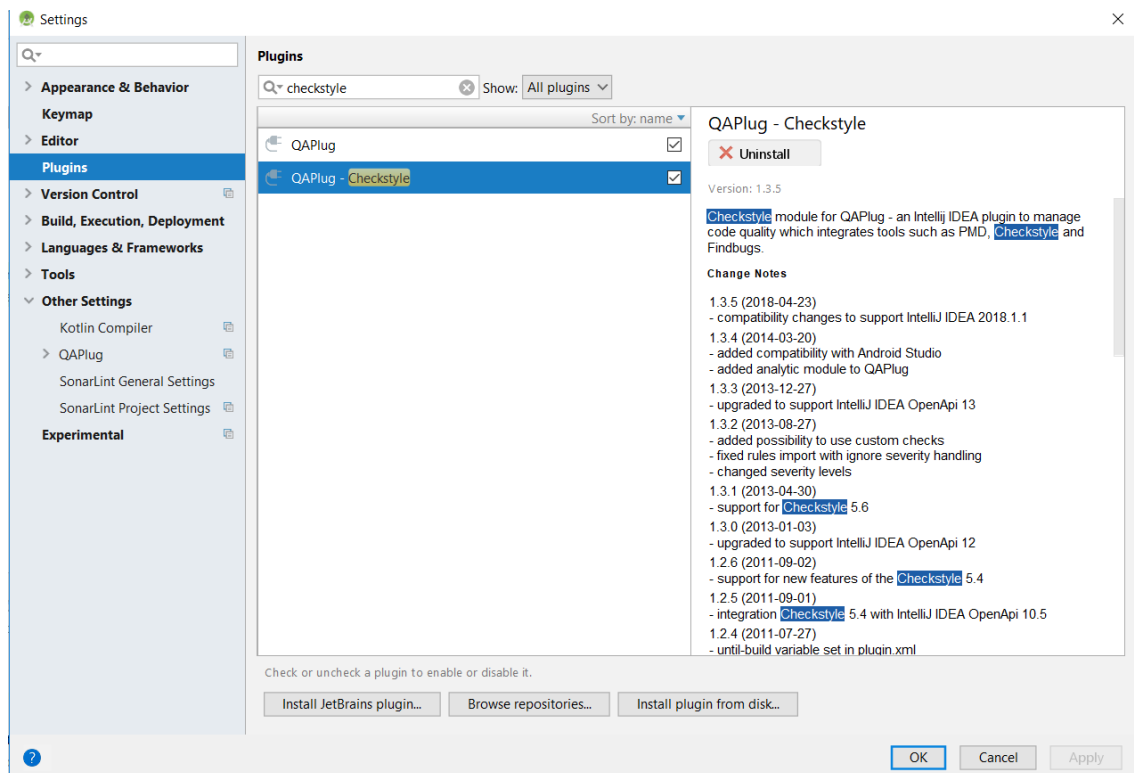 Settings
Appearance & Behavior
Keymap
Editor
Plugins
Version Control
Build, Execution, Deployment
Languages & Frameworks
Tools
Other Settings
Kotlin Compiler
QAPlug
SonarLint General Settings
SonarLint Project Settings
Experimental
Plugins
checkstyle
Show: All plugins
Sort by: name
QAPlug
QAPlug - Checkstyle
QAPlug - Checkstyle
Uninstall
Version: 1.3.5
Checkstyle module for QAPlug - an Intellij IDEA plugin to manage
code quality which integrates tools such as PMD, Checkstyle and
Findbugs.
Change Notes
1.3.5 (2018-04-23)
- compatibility changes to support IntelliJ IDEA 2018.1.1
1.3.4 (2014-03-20)
- added compatibility with Android Studio
- added analytic module to QAPlug
1.3.3 (2013-12-27)
- upgraded to support IntelliJ IDEA OpenApi 13
1.3.2 (2013-08-27)
- added possibility to use custom checks
- fixed rules import with ignore severity handling
- changed severity levels
1.3.1 (2013-04-30)
- support for Checkstyle 5.6
1.3.0 (2013-01-03)
- upgraded to support IntelliJ IDEA OpenApi 12
1.2.6 (2011-09-02)
- support for new features of the Checkstyle 5.4
1.2.5 (2011-09-01)
- integration Checkstyle 5.4 with IntelliJ IDEA OpenApi 10.5
1.2.4 (2011-07-27)
- until-build variable set in plugin.xml
Check or uncheck a plugin to enable or disable it.
Install JetBrains plugin...
Browse repositories...
Install plugin from disk...
?
OK
Cancel
Apply